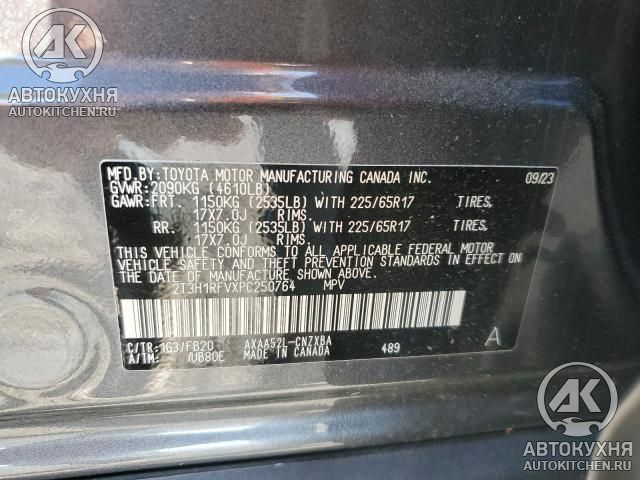 АВТОКУХНЯ
AUTOKITCHEN.RU
MFD.BY:TOYOTA MOTOR MANUFACTURING CANADA INC. 09/23
GVWR:2090KG (4610LB)
GAWR:FRT. 1150KG (2535LB) WITH 225/65R17 TIRES,
17X7.0J RIMS.
RR. 1150KG (2535LB) WITH 225/65R17 TIRES,
17X7.0J RIMS.
THIS VEHICLE CONFORMS TO ALL APPLICABLE FEDERAL MOTOR
VEHICLE SAFETY AND THEFT PREVENTION STANDARDS IN EFFECT
ON THE DATE OF MANUFACTURE SHOWN ABOVE.
2T3H1RFVXPC250764 MPV
C/TR:1G3/FB20 AXAA52L-CNZXBA
A/TM: /UB80E MADE IN CANADA 489 A
АК
АВТОКУХНЯ
AUTOKITCHEN.RU